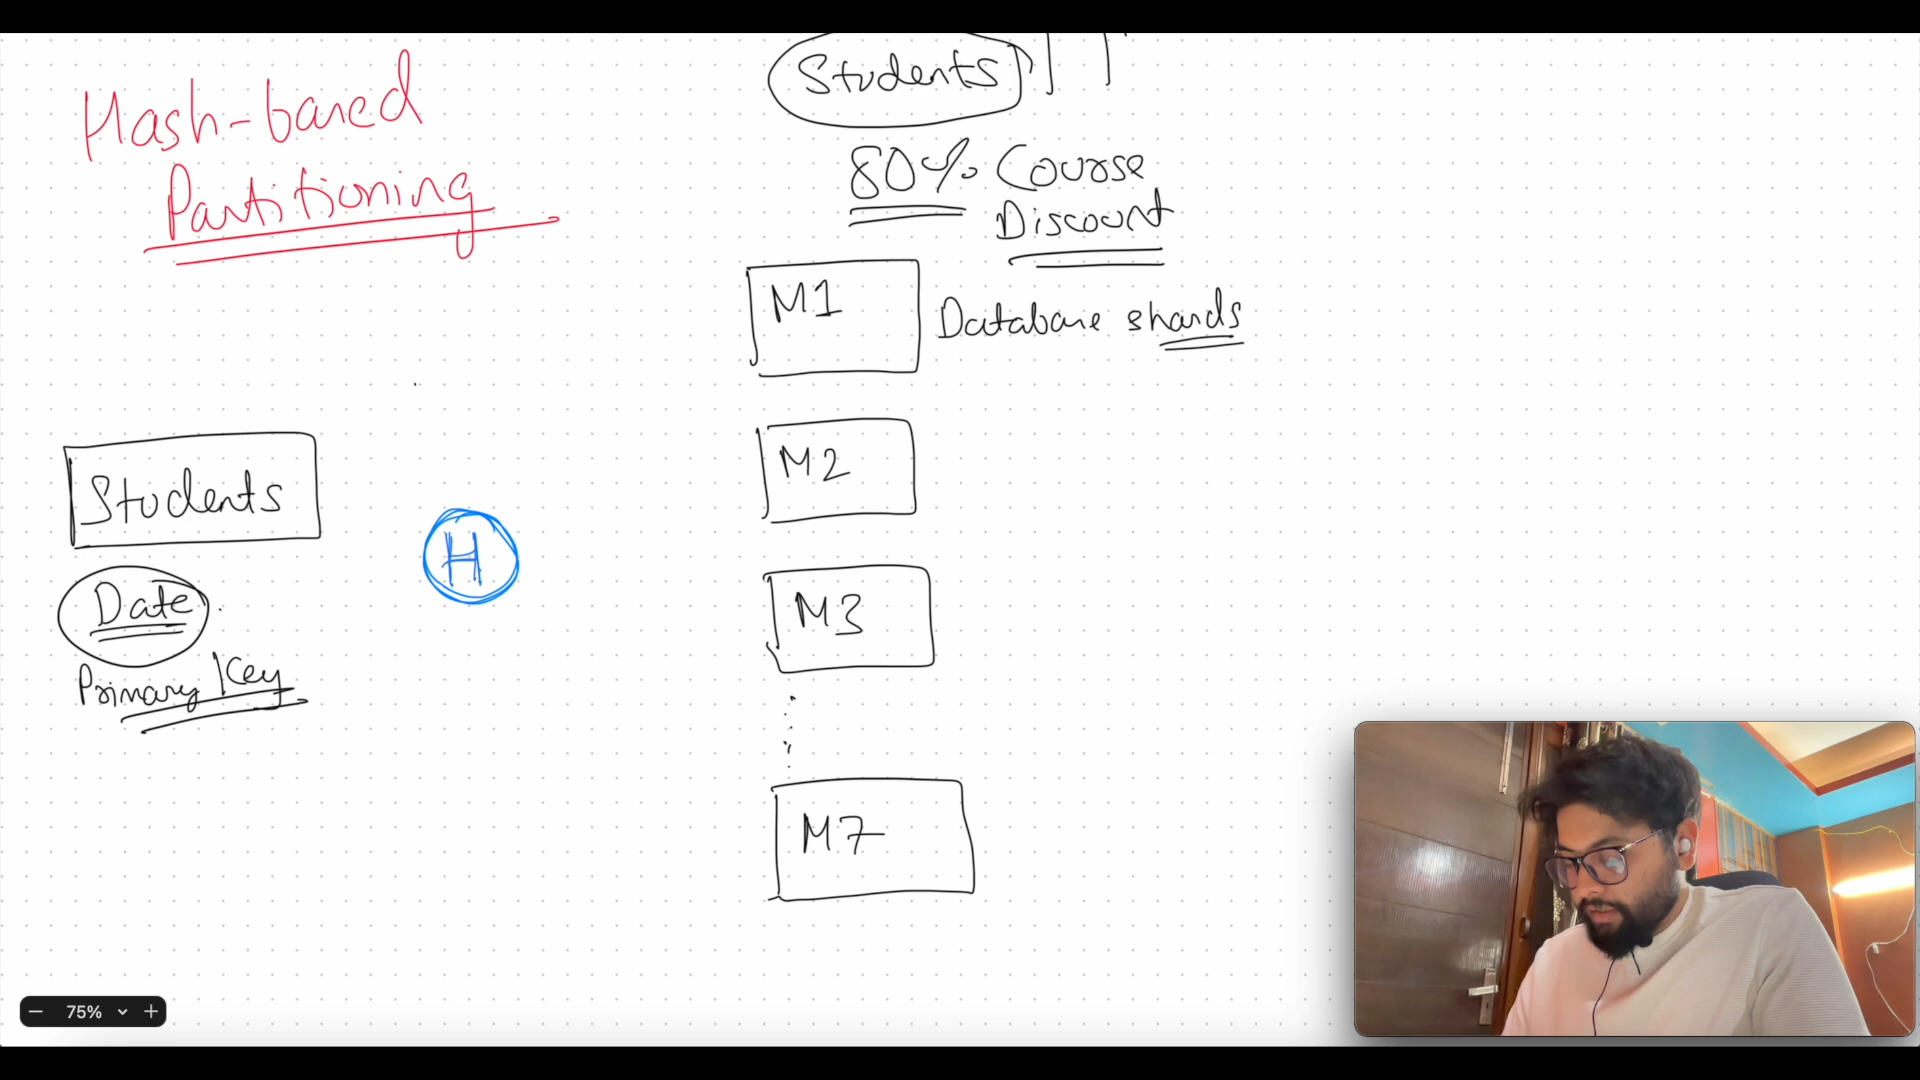 Hash-based
Partitioning
Students
80% Course
Discount
M1
Database shards
M2
Students
H
Date
M3
Primary Key
M7
75%